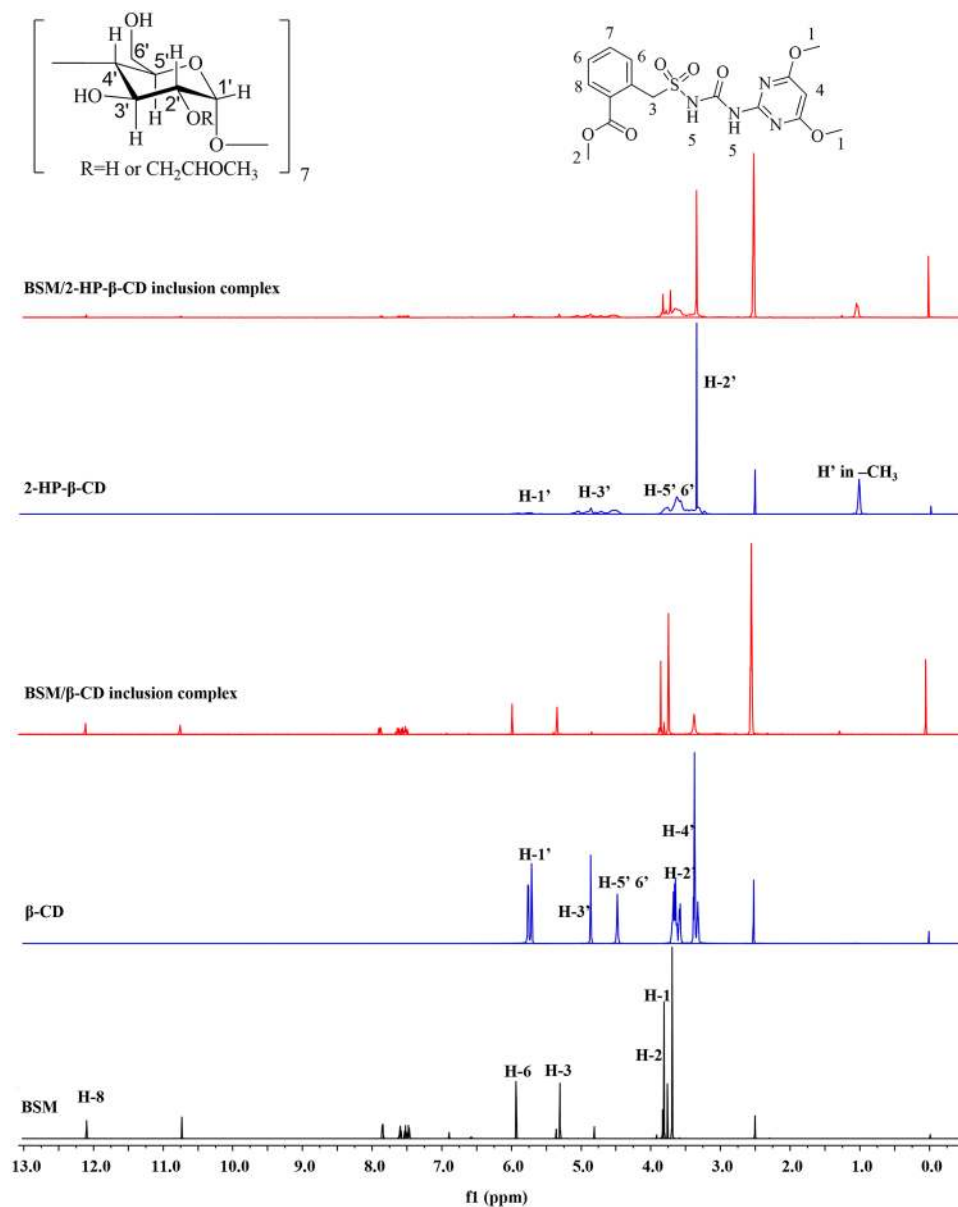 OH
H
6'
5'
H
O
4'
1'
HO
3'
2'
H
H
H
OR
O
R=H or CH₂CHOCH₃
7
7
6
6
8
O
O
S
O
1
O
N
4
3
N
H
N
H
N
O
O
O
2
5
5
1
BSM/2-HP-β-CD inclusion complex
H-2’
2-HP-β-CD
H-1’
H-3’
H-5’ 6’
H’ in –CH₃
BSM/β-CD inclusion complex
H-4’
H-1’
H-5’ 6’
H-2’
H-3’
β-CD
H-1
H-2
H-6
H-3
H-8
BSM
13.0 12.0 11.0 10.0 9.0 8.0 7.0 6.0 5.0 4.0 3.0 2.0 1.0 0.0
f1 (ppm)